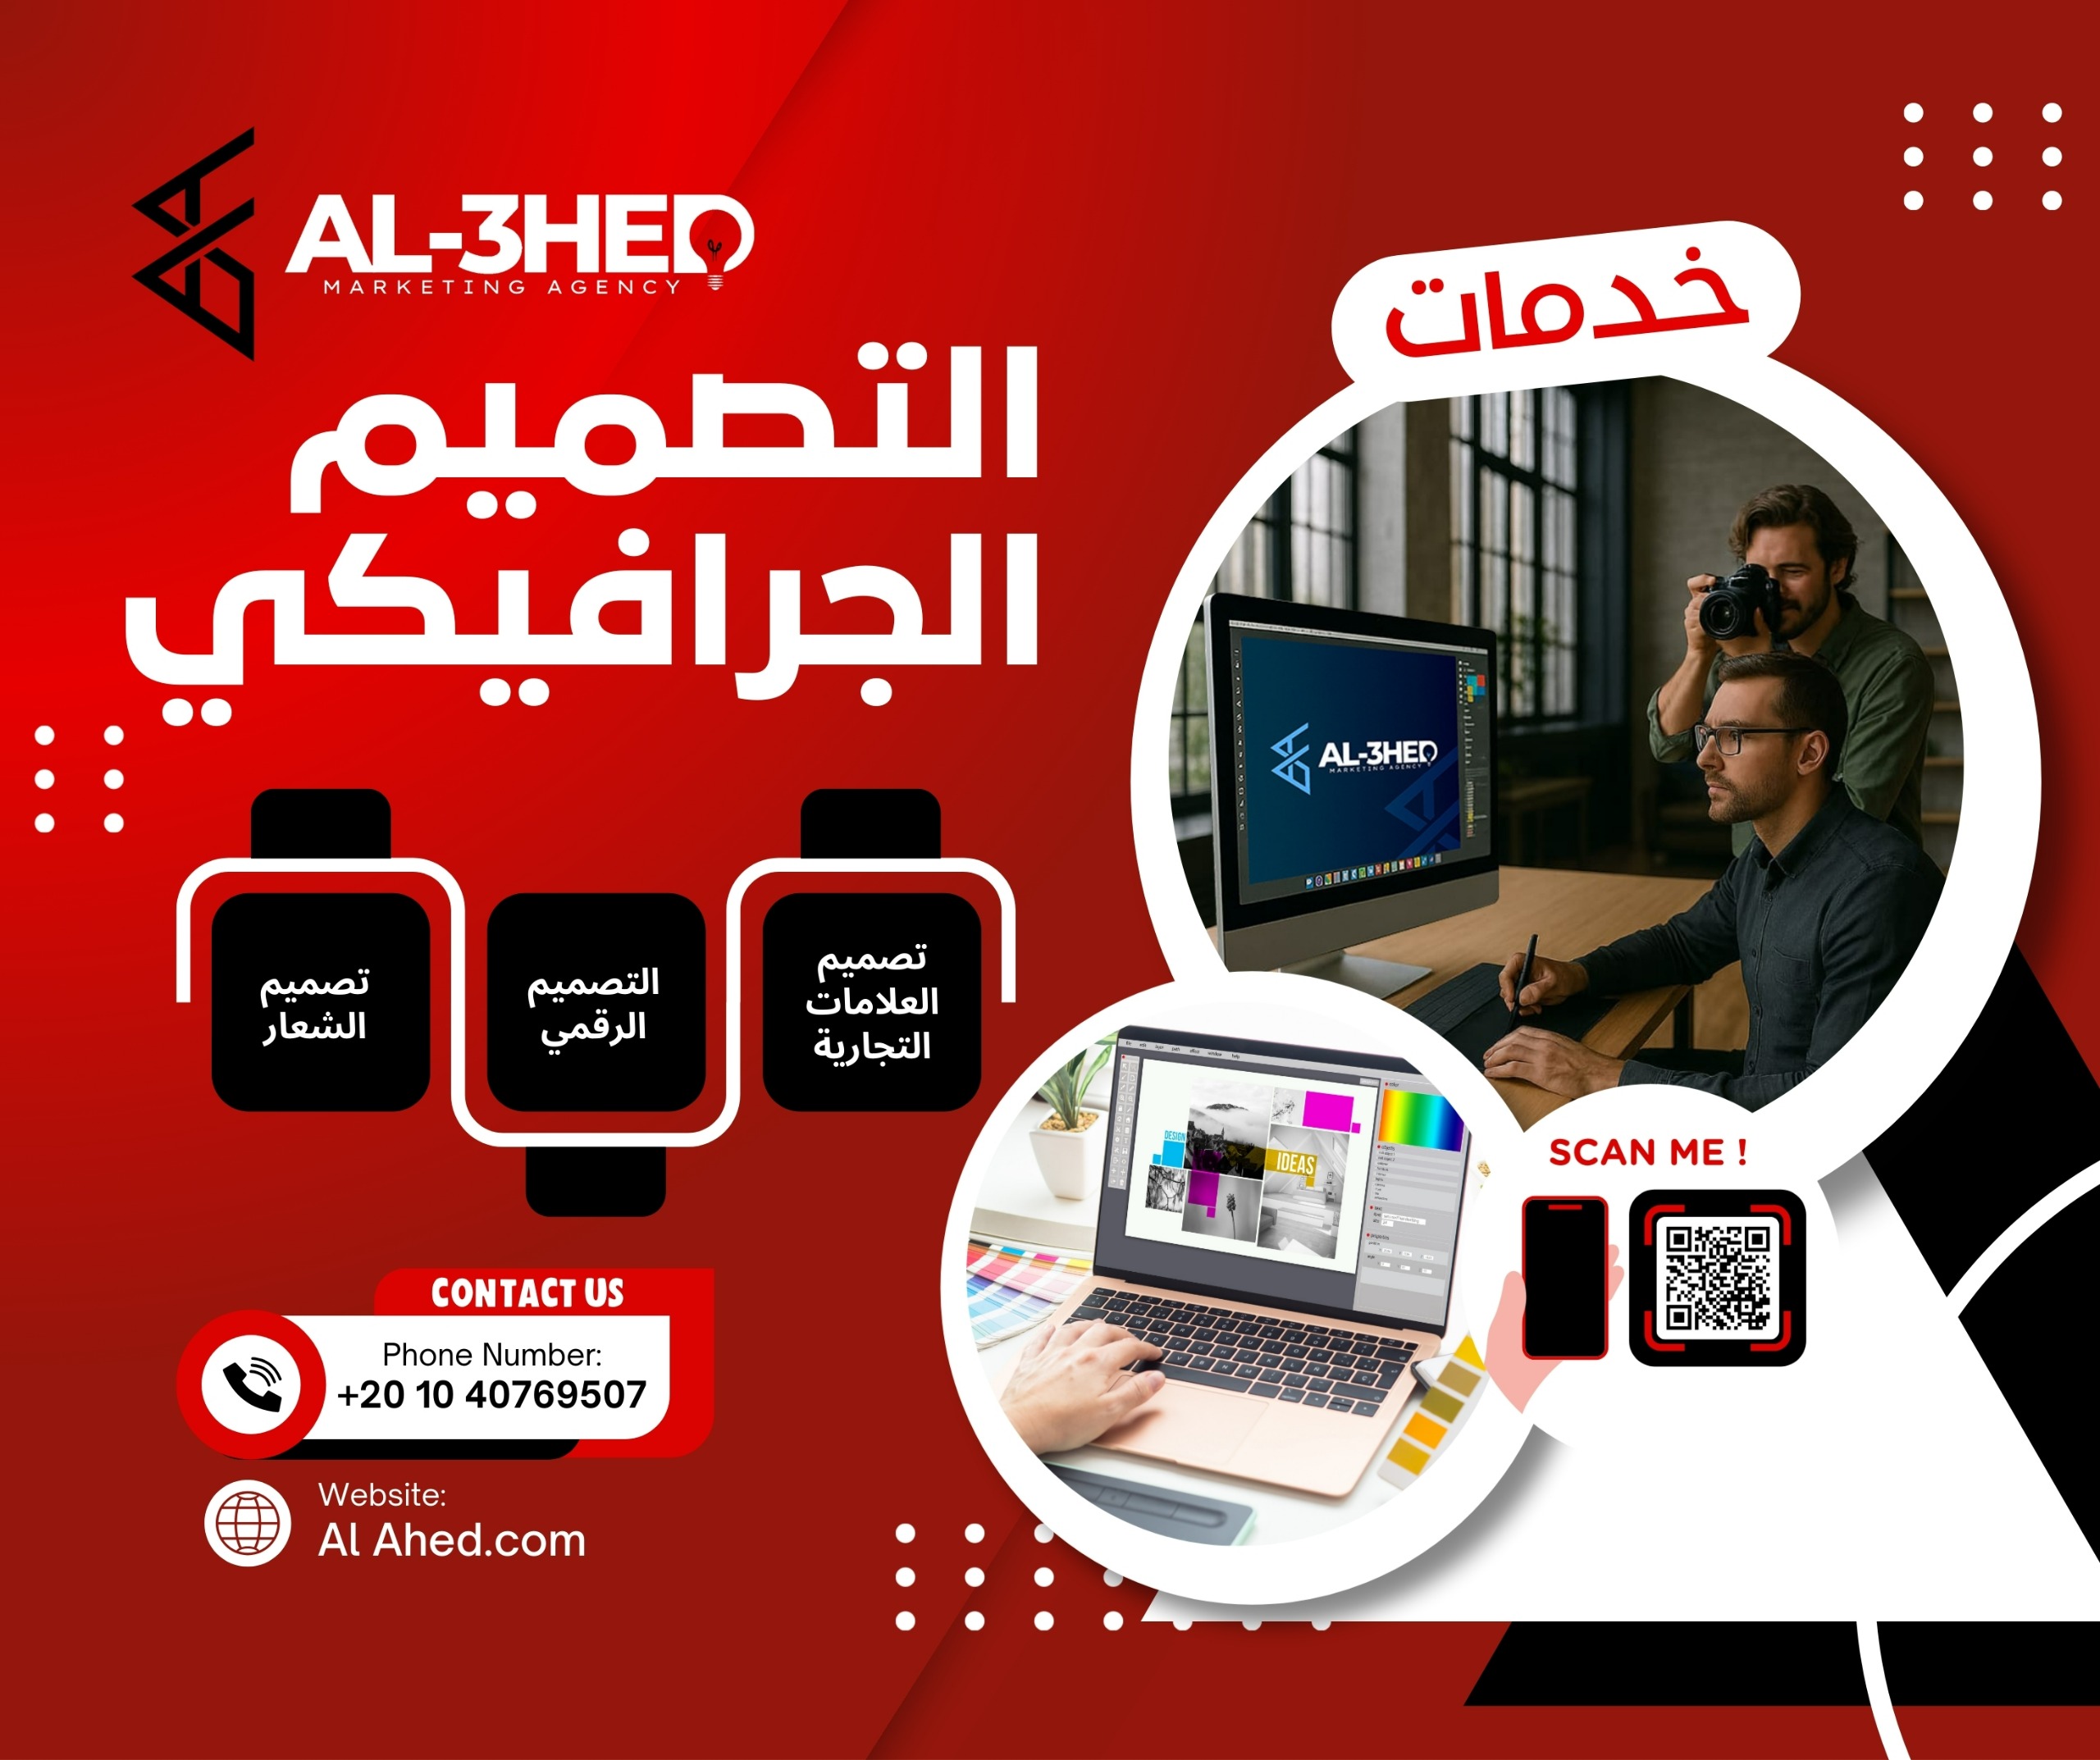 AL-3HED
MARKETING AGENCY
خدمات
التصميم
الجرافيكي
AL-3HED
MARKETING AGENCY
تصميم
العلامات
التجارية
التصميم
الرقمي
تصميم
الشعار
DESIGN
IDEAS
SCAN ME !
CONTACT US
Phone Number:
+20 10 40769507
Website:
Al Ahed.com